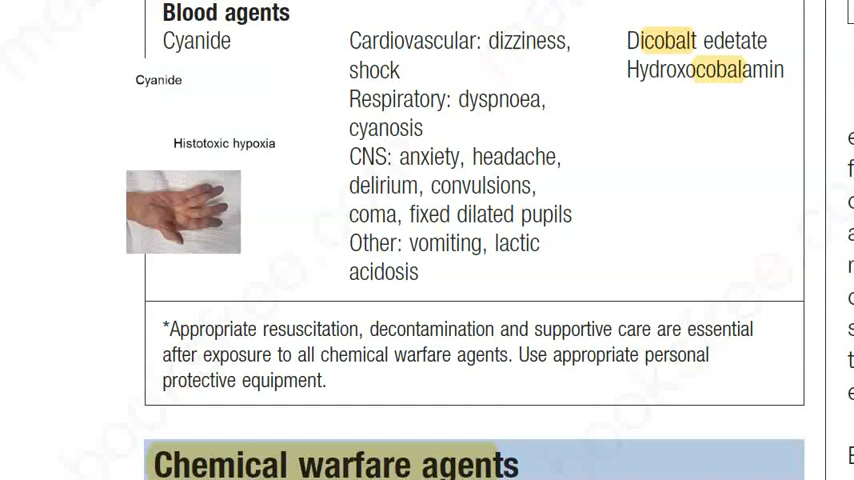 Blood agents
Cyanide
Cyanide
Histotoxic hypoxia
Cardiovascular: dizziness,
shock
Respiratory: dyspnoea,
cyanosis
CNS: anxiety, headache,
delirium, convulsions,
coma, fixed dilated pupils
Other: vomiting, lactic
acidosis
Dicobalt edetate
Hydroxocobalamin
*Appropriate resuscitation, decontamination and supportive care are essential
after exposure to all chemical warfare agents. Use appropriate personal
protective equipment.
Chemical warfare agents